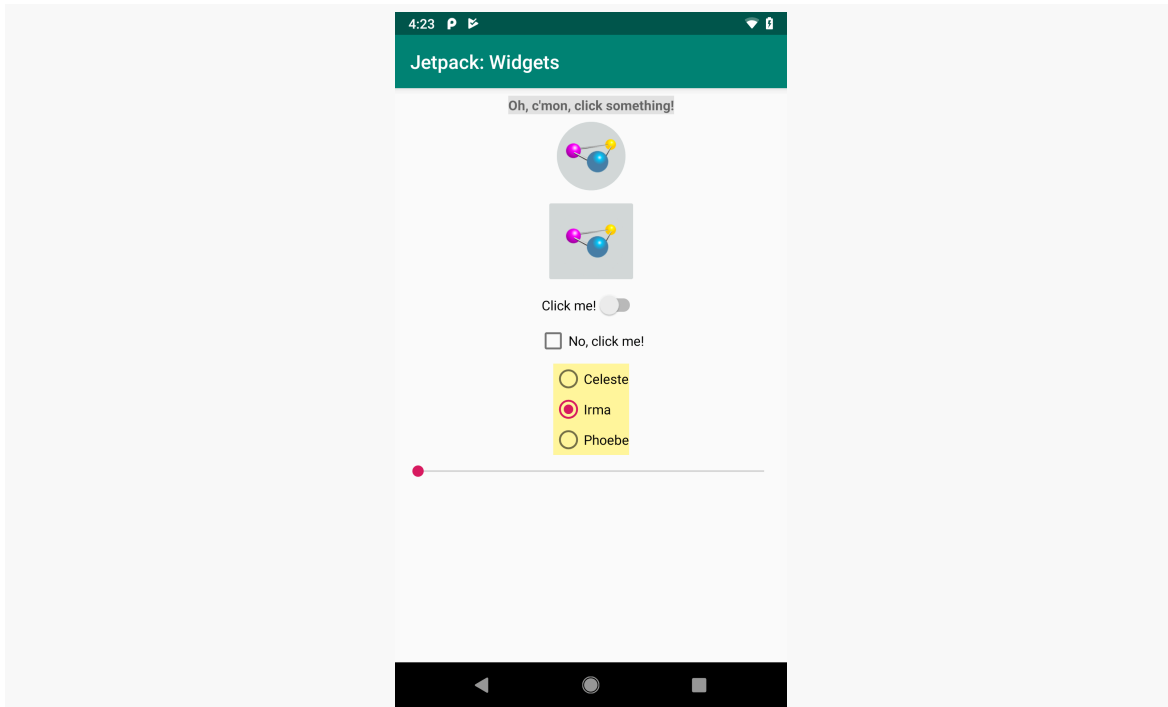 4:23
Jetpack: Widgets
Oh, c'mon, click something!
Click me!
No, click me!
Celeste
Irma
Phoebe